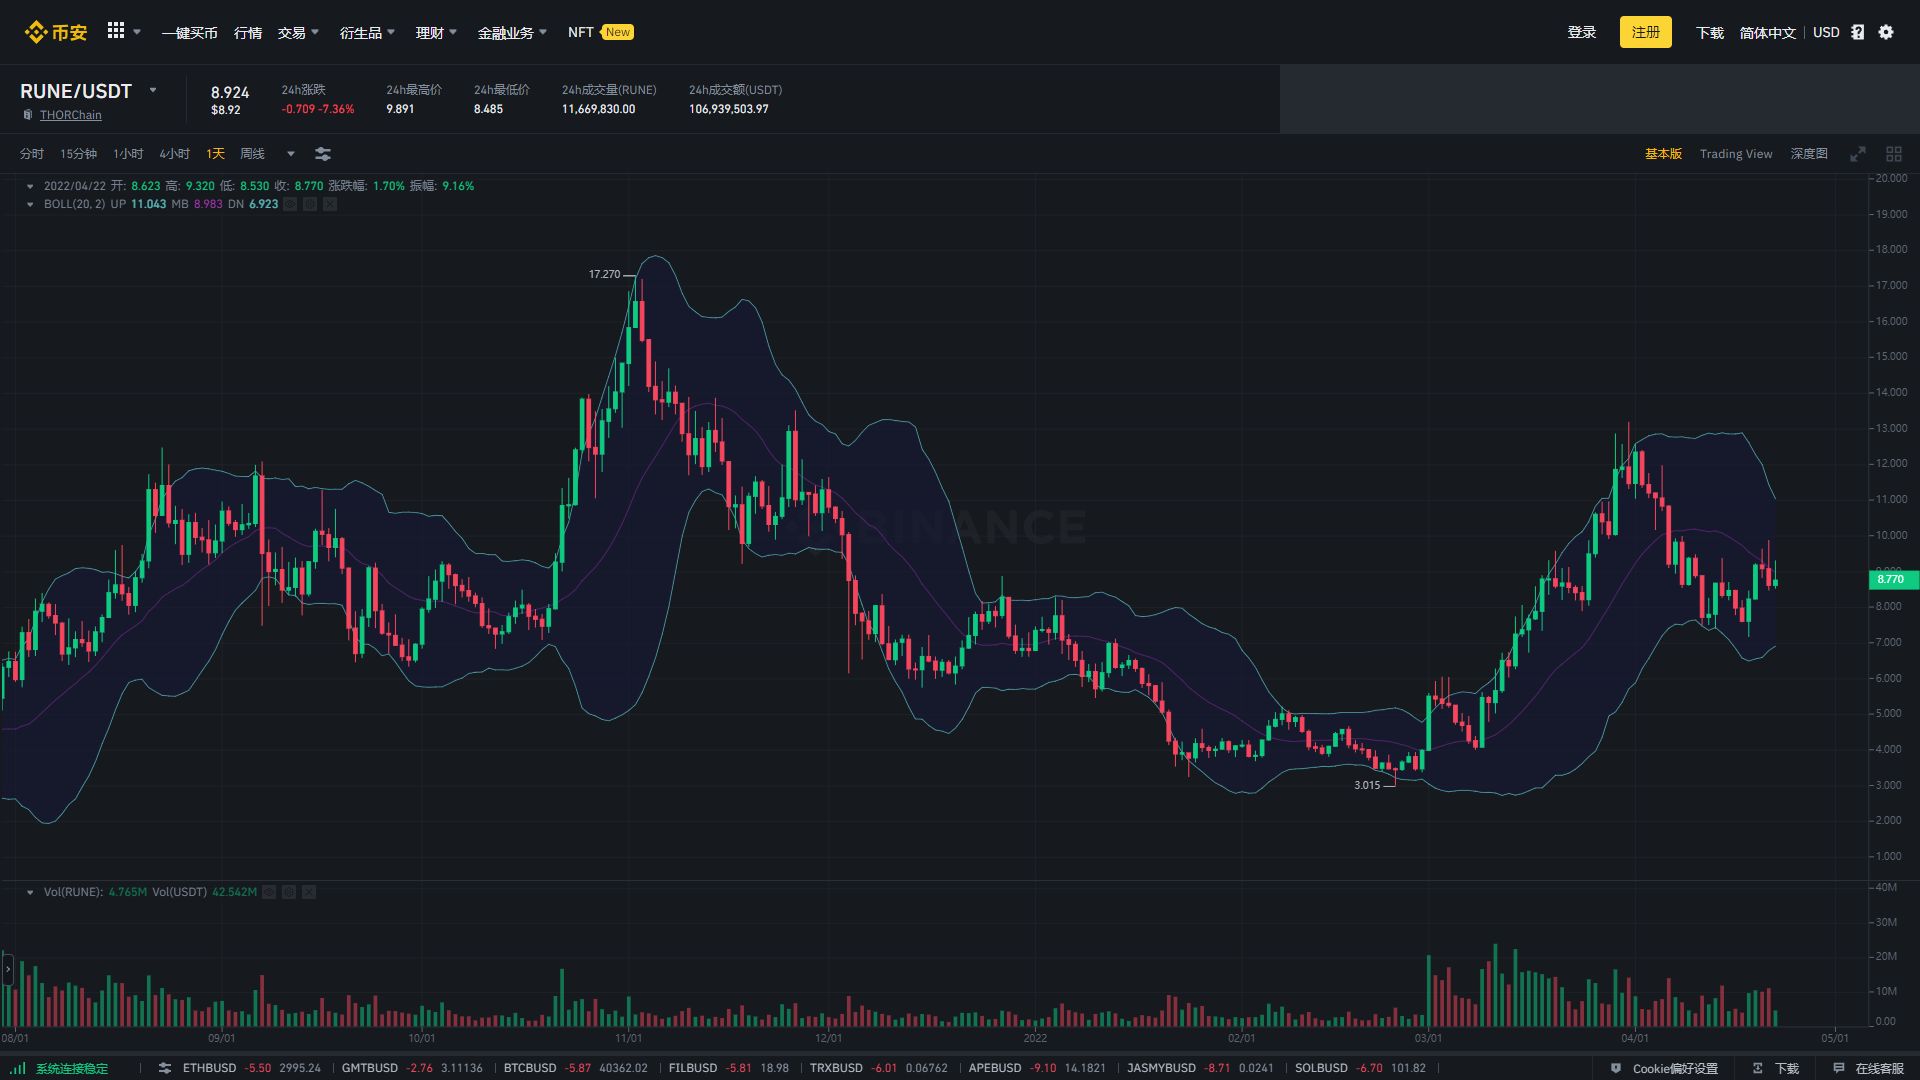 币安 一键买币 行情 交易 衍生品 理财 金融业务 NFT New 登录 注册 下载 简体中文 USD
RUNE/USDT
THORChain
8.924
$8.92
24h涨跌
-0.709 -7.36%
24h最高价
9.891
24h最低价
8.485
24h成交量(RUNE)
11,669,830.00
24h成交额(USDT)
106,939,503.97
分时 15分钟 1小时 4小时 1天 周线 基本版 Trading View 深度图
2022/04/22 开: 8.623 高: 9.320 低: 8.530 收: 8.770 涨跌幅: 1.70% 振幅: 9.16%
BOLL(20, 2) UP 11.043 MB 8.983 DN 6.923
17.270
3.015
BINANCE
20.000
19.000
18.000
17.000
16.000
15.000
14.000
13.000
12.000
11.000
10.000
8.770
8.000
7.000
6.000
5.000
4.000
3.000
2.000
1.000
Vol(RUNE): 4.765M Vol(USDT) 42.542M
40M
30M
20M
10M
0.00
08/01 09/01 10/01 11/01 12/01 2022 02/01 03/01 04/01 05/01
系统连接稳定 ETHBUSD -5.50 2995.24 GMTBUSD -2.76 3.11136 BTCBUSD -5.87 40362.02 FILBUSD -5.81 18.98 TRXBUSD -6.01 0.06762 APEBUSD -9.10 14.1821 JASMYBUSD -8.71 0.0241 SOLBUSD -6.70 101.82 Cookie偏好设置 下载 在线客服